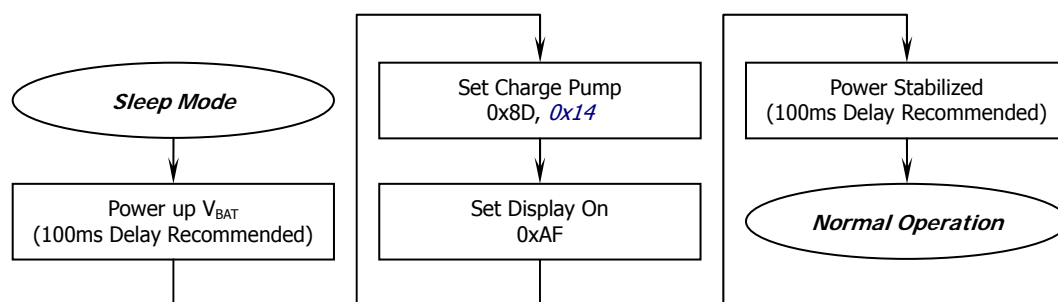 Sleep Mode
Power up VBAT
(100ms Delay Recommended)
Set Charge Pump
0x8D, 0x14
Set Display On
0xAF
Power Stabilized
(100ms Delay Recommended)
Normal Operation